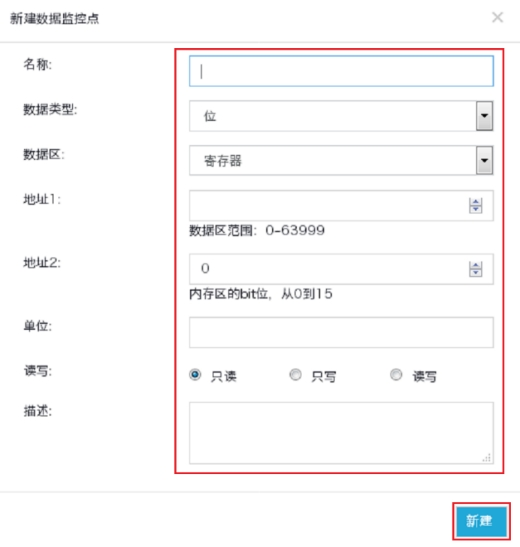 新建数据监控点
名称:
数据类型:
位
数据区:
寄存器
地址1:
数据区范围: 0-63999
地址2:
0
内存区的bit位, 从0到15
单位:
读写:
只读 只写 读写
描述:
新建